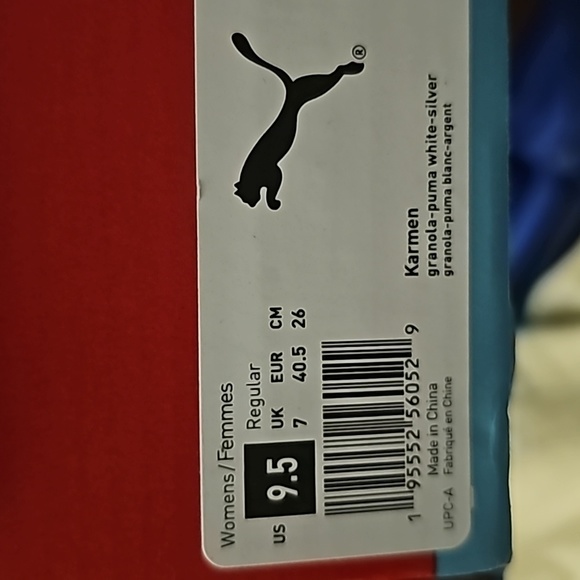 Womens / Femmes
Regular
US 9.5
UK EUR CM
7 40.5 26
1 95552 56052 9
UPC-A
Made in China
Fabriqué en Chine
Karmen
granola-puma white-silver
granola-puma blanc-argent
®